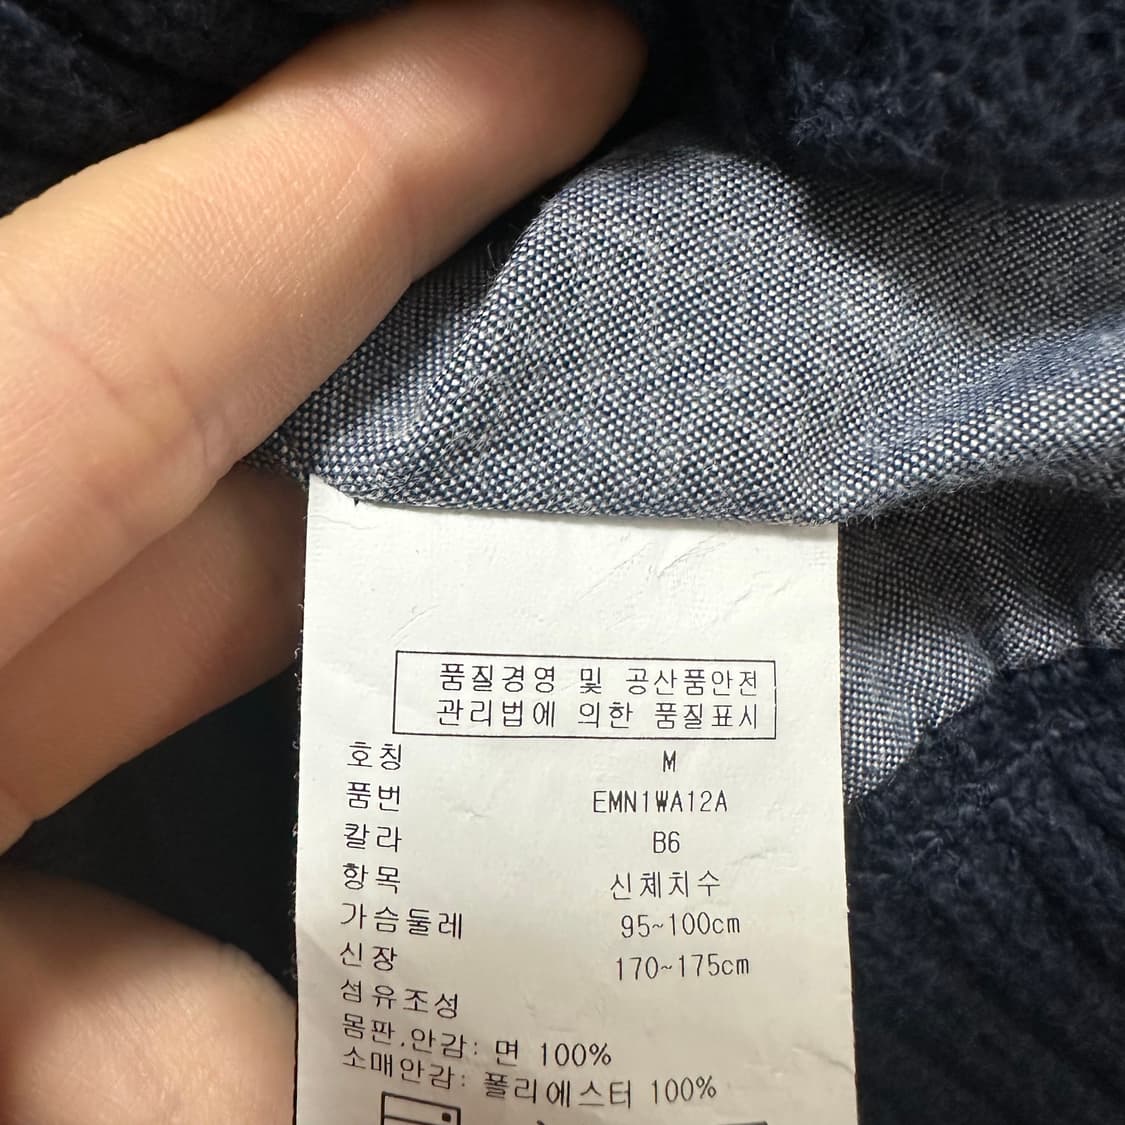 품질경영 및 공산품안전
관리법에 의한 품질표시
호칭 M
품번 EMN1WA12A
칼라 B6
항목 신체치수
가슴둘레 95~100cm
신장 170~175cm
섬유조성
몸판,안감: 면 100%
소매안감: 폴리에스터 100%